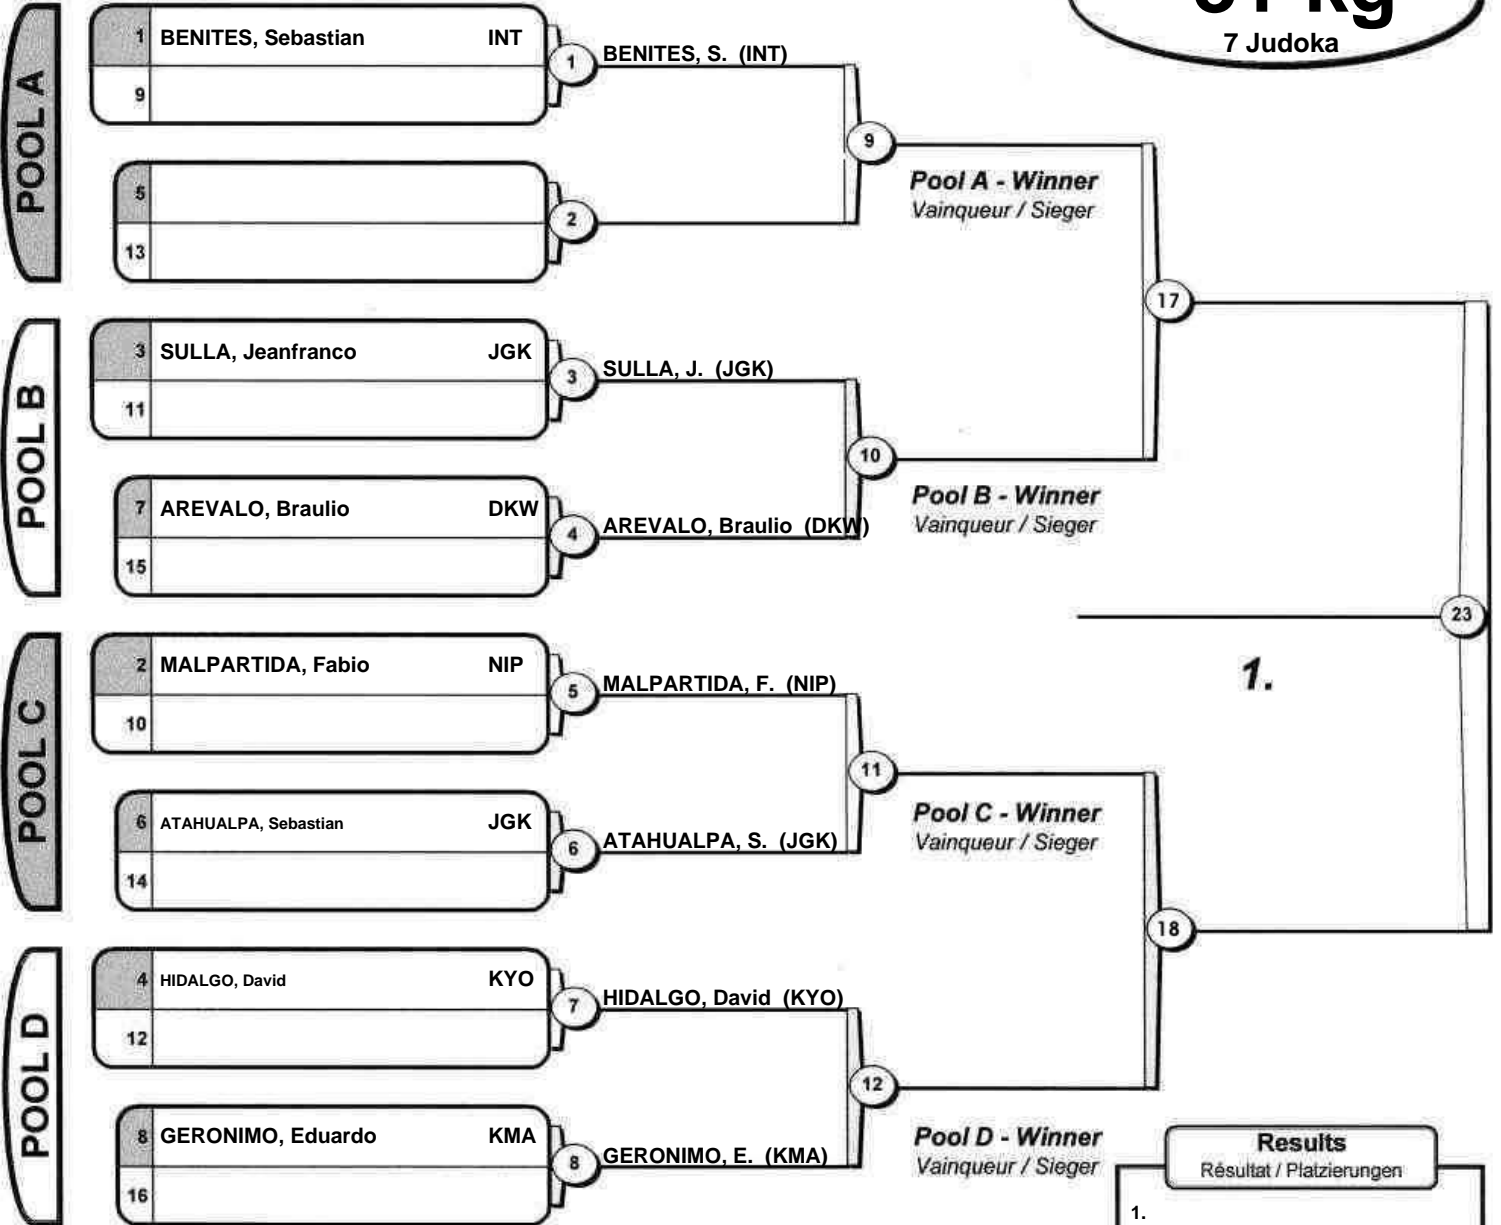 kg
7 Judoka
POOL A
1 BENITES, Sebastian INT
9
1
BENITES, S. (INT)
5
13
2
9
Pool A - Winner
Vainqueur / Sieger
17
POOL B
3 SULLA, Jeanfranco JGK
11
3
SULLA, J. (JGK)
7 AREVALO, Braulio DKW
15
4
AREVALO, Braulio (DKW)
10
Pool B - Winner
Vainqueur / Sieger
23
1.
POOL C
2 MALPARTIDA, Fabio NIP
10
5
MALPARTIDA, F. (NIP)
6 ATAHUALPA, Sebastian JGK
14
6
ATAHUALPA, S. (JGK)
11
Pool C - Winner
Vainqueur / Sieger
18
POOL D
4 HIDALGO, David KYO
12
7
HIDALGO, David (KYO)
8 GERONIMO, Eduardo KMA
16
8
GERONIMO, E. (KMA)
12
Pool D - Winner
Vainqueur / Sieger
Results
Résultat / Platzierungen
1.